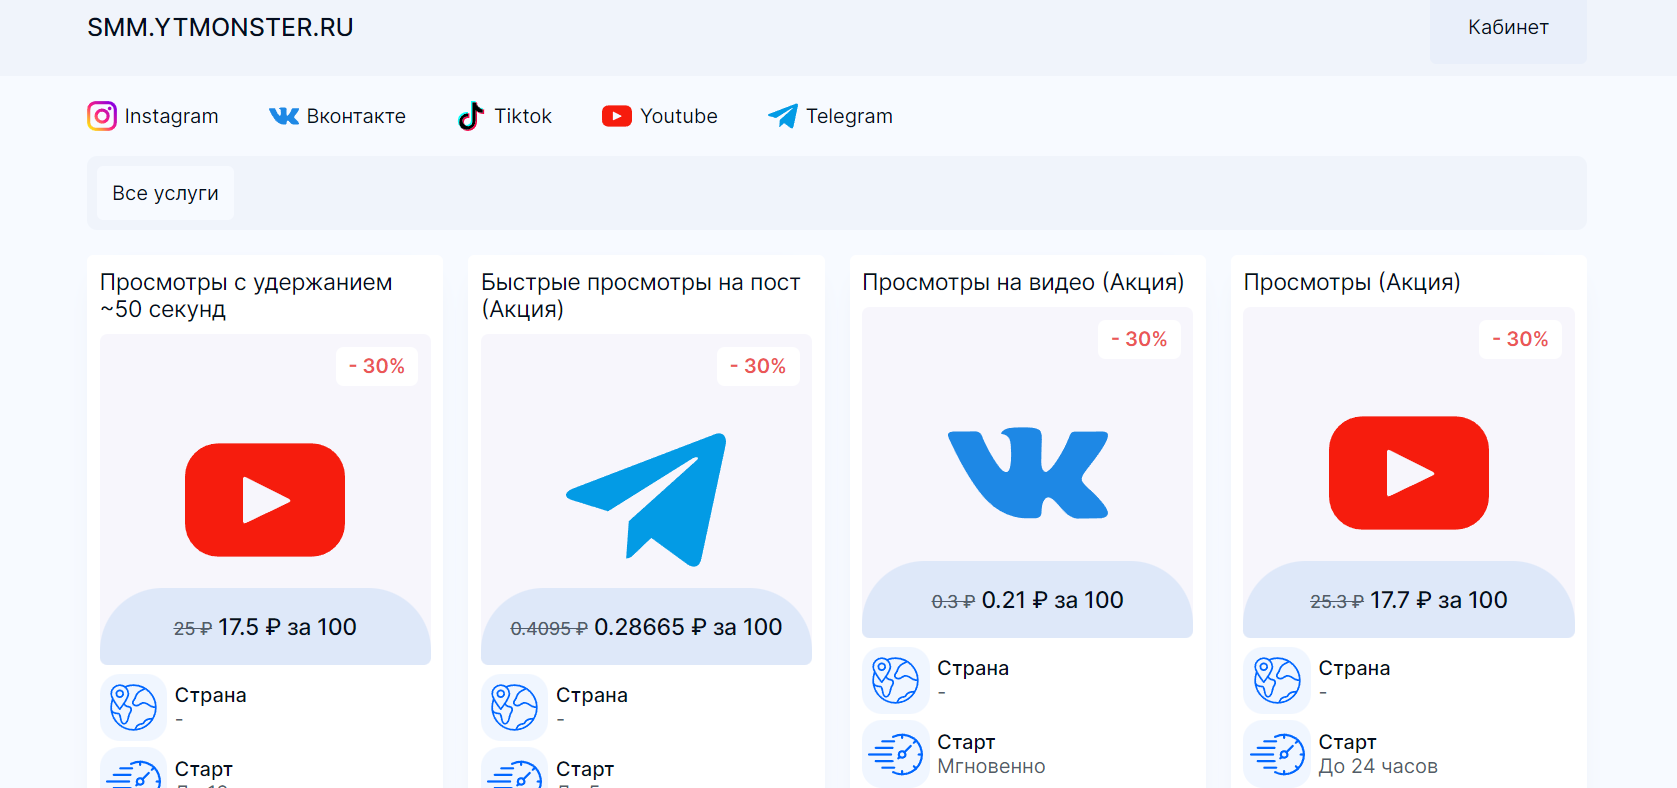 SMM.YTMONSTER.RU
Кабинет
Instagram
Вконтакте
Tiktok
Youtube
Telegram
Все услуги
Просмотры с удержанием
~50 секунд
- 30%
25 ₽ 17.5 ₽ за 100
Страна
-
Старт
Быстрые просмотры на пост
(Акция)
- 30%
0.4095 ₽ 0.28665 ₽ за 100
Страна
-
Старт
Просмотры на видео (Акция)
- 30%
0.3 ₽ 0.21 ₽ за 100
Страна
-
Старт
Мгновенно
Просмотры (Акция)
- 30%
25.3 ₽ 17.7 ₽ за 100
Страна
-
Старт
До 24 часов